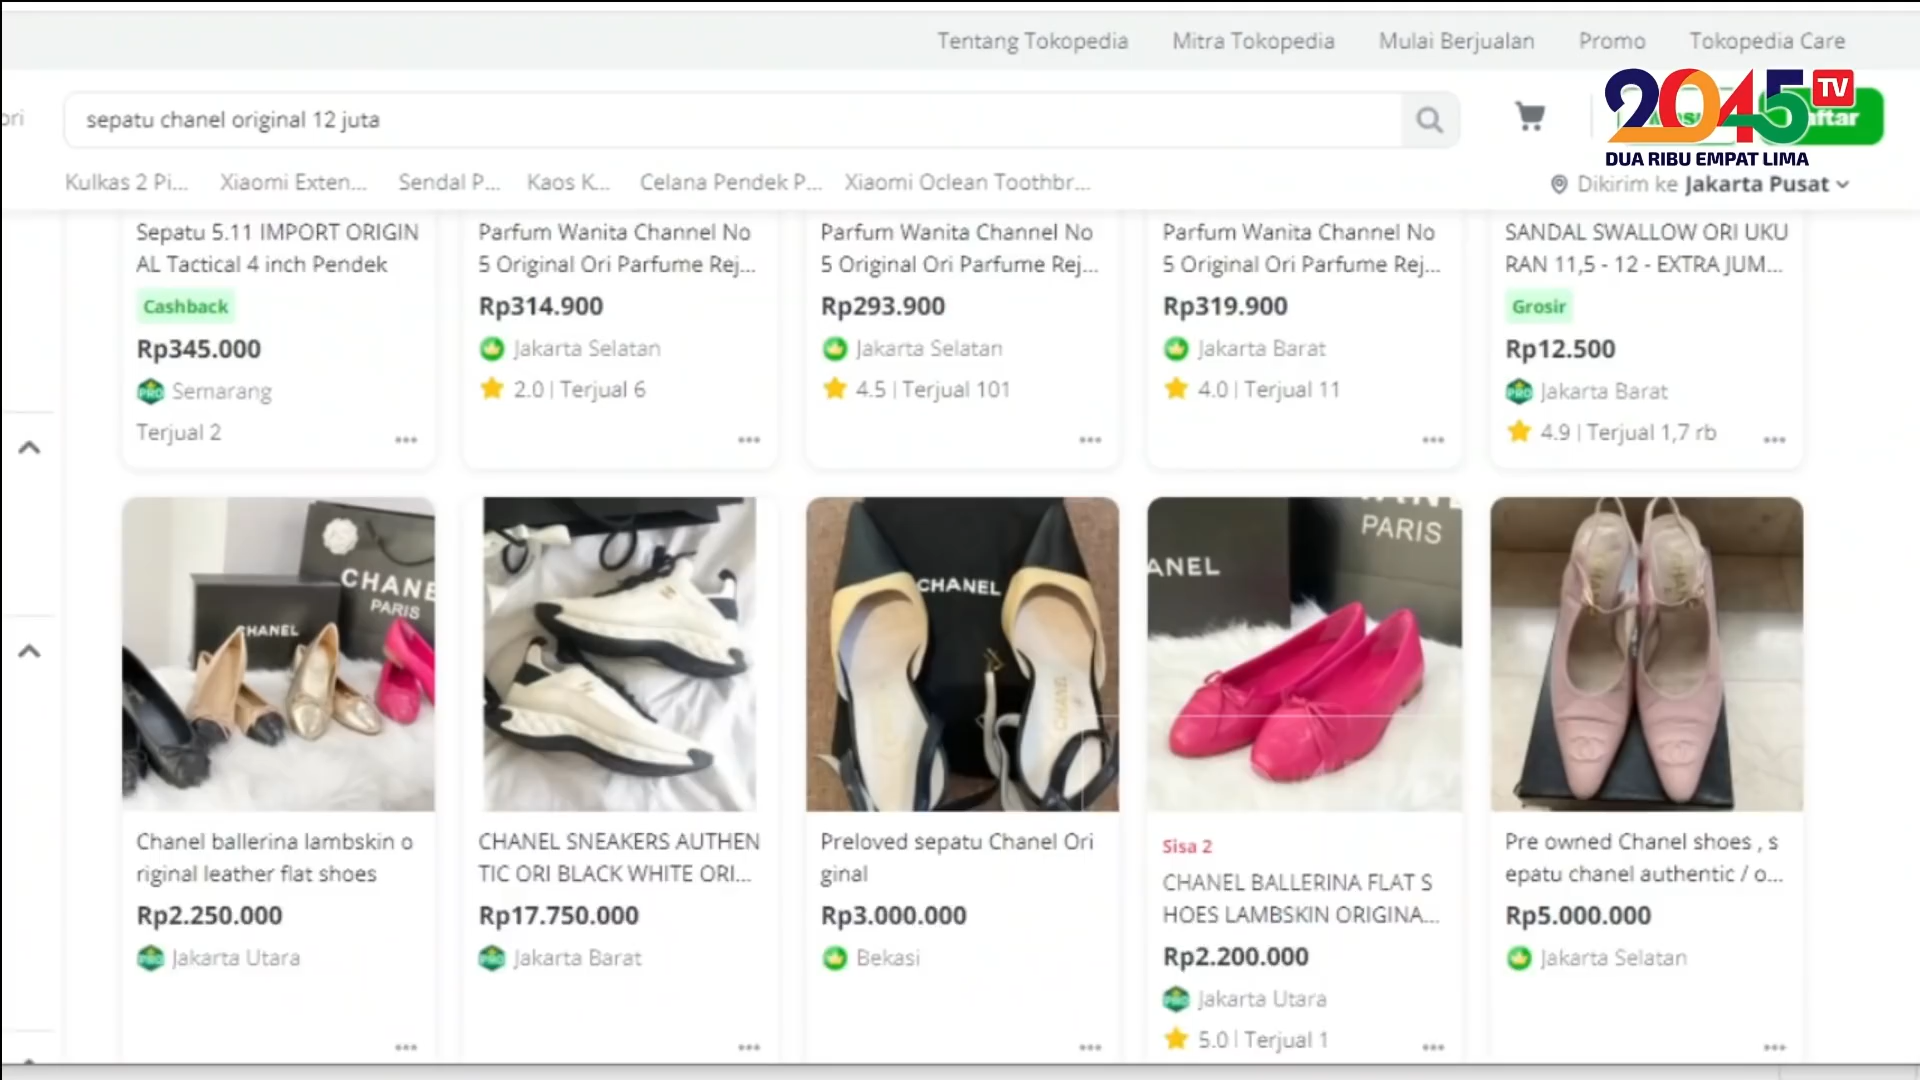 Tentang Tokopedia Mitra Tokopedia Mulai Berjualan Promo Tokopedia Care
sepatu chanel original 12 juta
2045 TV
DUA RIBU EMPAT LIMA
Kulkas 2 Pi... Xiaomi Exten... Sendal P... Kaos K... Celana Pendek P... Xiaomi Oclean Toothbr...
Dikirim ke Jakarta Pusat
Sepatu 5.11 IMPORT ORIGIN
AL Tactical 4 inch Pendek
Cashback
Rp345.000
PRO Semarang
Terjual 2
Parfum Wanita Channel No
5 Original Ori Parfume Rej...
Rp314.900
Jakarta Selatan
2.0 | Terjual 6
Parfum Wanita Channel No
5 Original Ori Parfume Rej...
Rp293.900
Jakarta Selatan
4.5 | Terjual 101
Parfum Wanita Channel No
5 Original Ori Parfume Rej...
Rp319.900
Jakarta Barat
4.0 | Terjual 11
SANDAL SWALLOW ORI UKU
RAN 11,5 - 12 - EXTRA JUM...
Grosir
Rp12.500
PRO Jakarta Barat
4.9 | Terjual 1,7 rb
CHANE
PARIS
CHANEL
Chanel ballerina lambskin o
riginal leather flat shoes
Rp2.250.000
PRO Jakarta Utara
CHANEL SNEAKERS AUTHEN
TIC ORI BLACK WHITE ORI...
Rp17.750.000
PRO Jakarta Barat
CHANEL
CHANEL
Preloved sepatu Chanel Ori
ginal
Rp3.000.000
Bekasi
PARIS
ANEL
Sisa 2
CHANEL BALLERINA FLAT S
HOES LAMBSKIN ORIGINA...
Rp2.200.000
PRO Jakarta Utara
5.0 | Terjual 1
Pre owned Chanel shoes , s
epatu chanel authentic / o...
Rp5.000.000
Jakarta Selatan